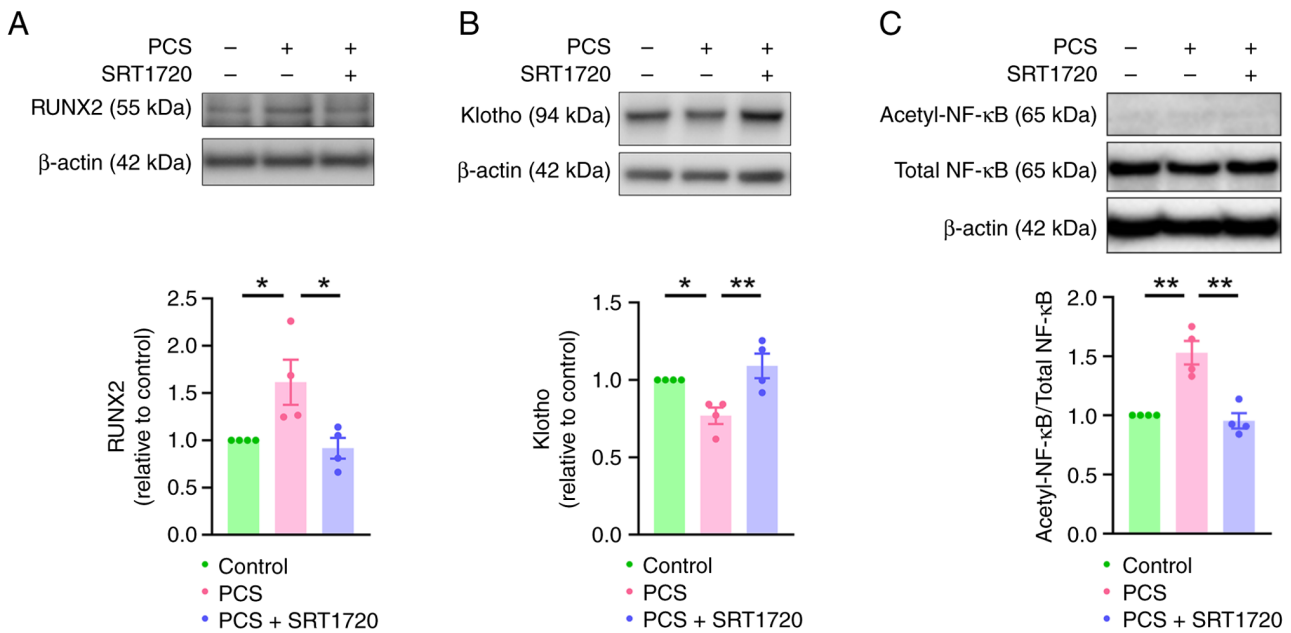 A
PCS – + +
SRT1720 – – +
RUNX2 (55 kDa)
β-actin (42 kDa)
* *
2.5
2.0
1.5
1.0
0.5
0.0
RUNX2
(relative to control)
Control
PCS
PCS + SRT1720
B
PCS – + +
SRT1720 – – +
Klotho (94 kDa)
β-actin (42 kDa)
* **
1.5
1.0
0.5
0.0
Klotho
(relative to control)
Control
PCS
PCS + SRT1720
C
PCS – + +
SRT1720 – – +
Acetyl-NF-κB (65 kDa)
Total NF-κB (65 kDa)
β-actin (42 kDa)
** **
2.0
1.5
1.0
0.5
0.0
Acetyl-NF-κB/Total NF-κB
Control
PCS
PCS + SRT1720